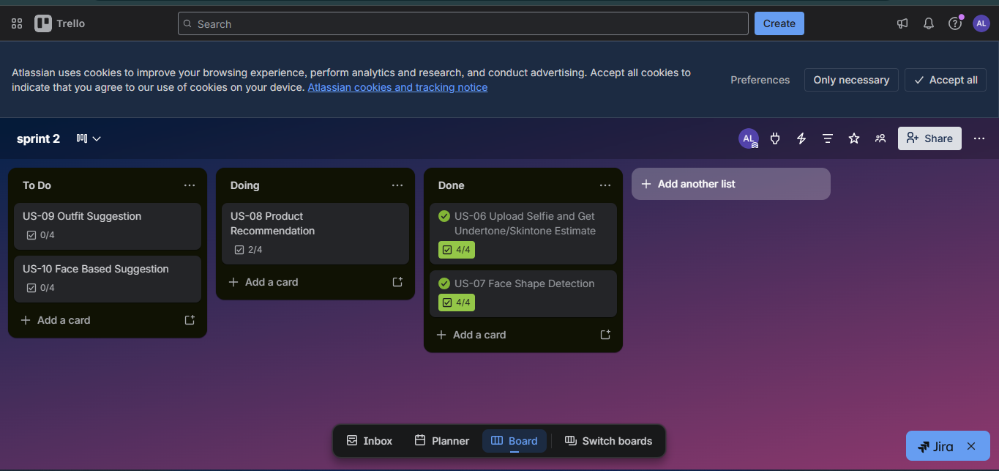 Trello
Search
Create
AL
Atlassian uses cookies to improve your browsing experience, perform analytics and research, and conduct advertising. Accept all cookies to
indicate that you agree to our use of cookies on your device. Atlassian cookies and tracking notice
Preferences
Only necessary
Accept all
sprint 2
AL
Share
To Do
US-09 Outfit Suggestion
0/4
US-10 Face Based Suggestion
0/4
Add a card
Doing
US-08 Product
Recommendation
2/4
Add a card
Done
US-06 Upload Selfie and Get
Undertone/Skintone Estimate
4/4
US-07 Face Shape Detection
4/4
Add a card
Add another list
Inbox
Planner
Board
Switch boards
Jira